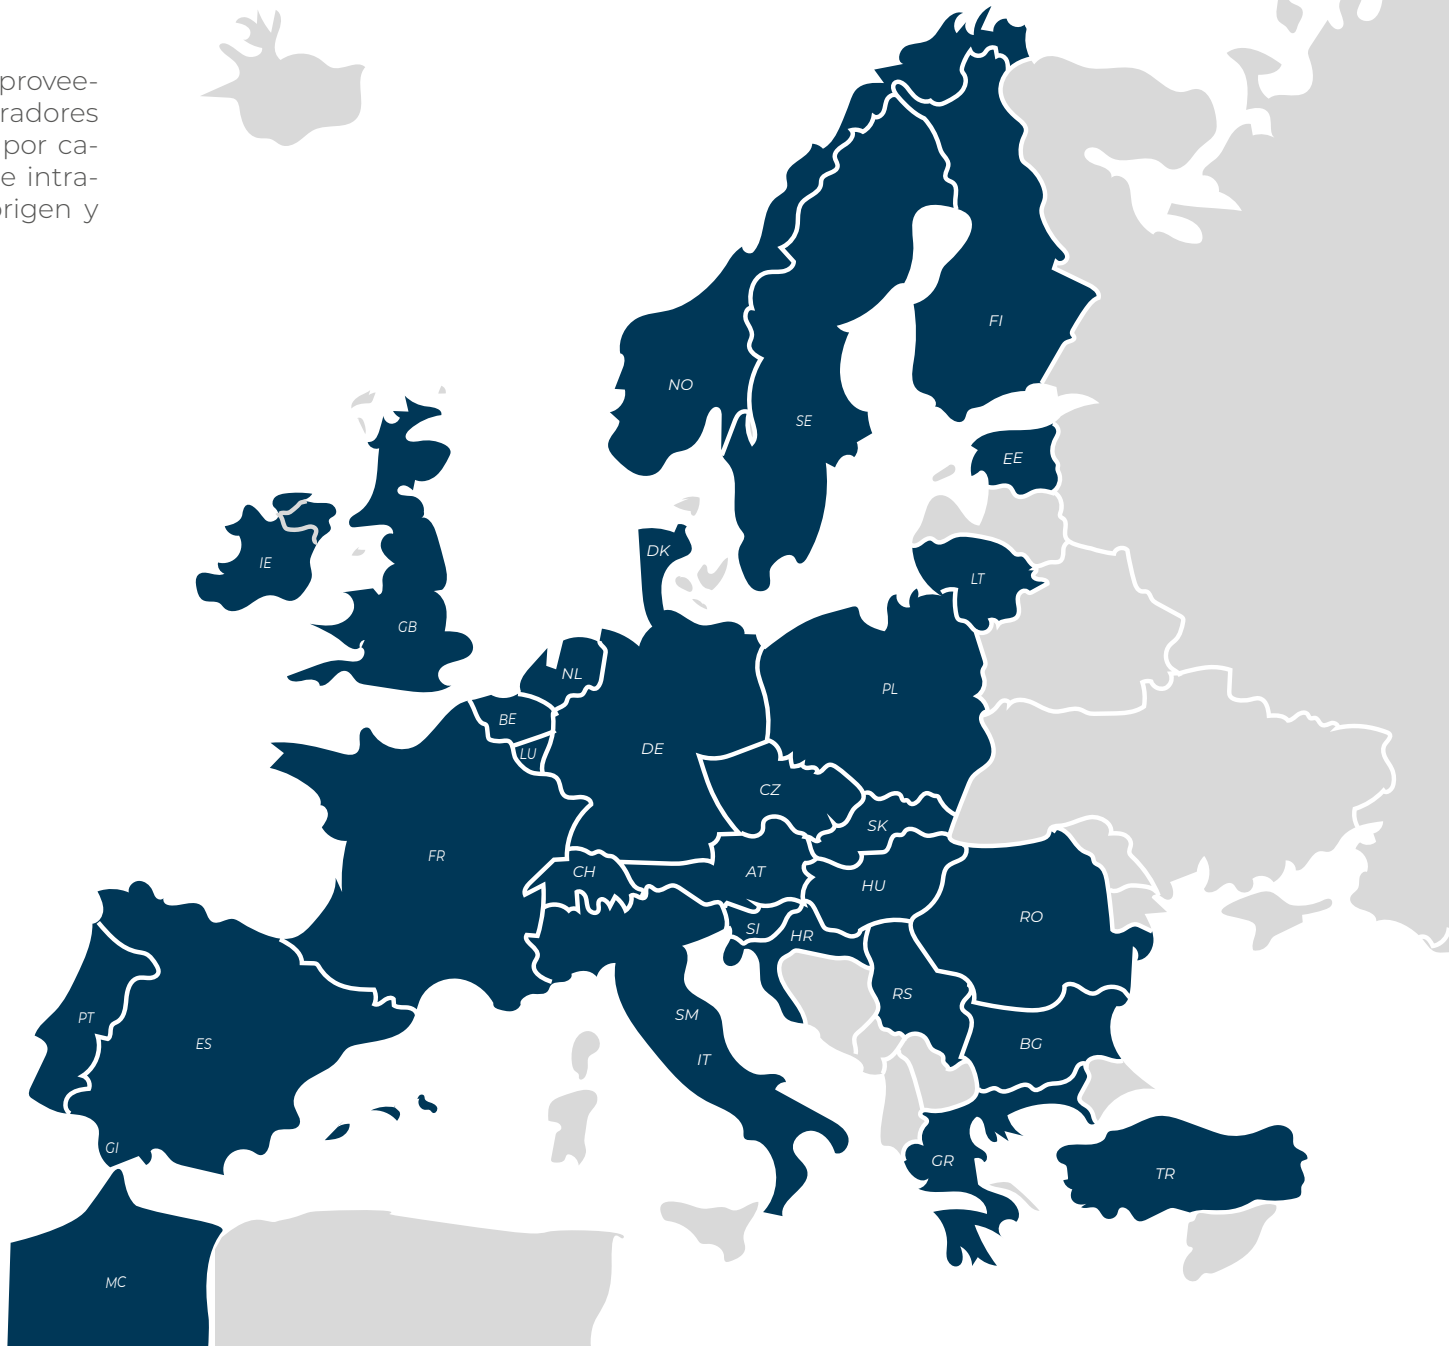 provee-
radores
por ca-
e intra-
origen y
FI
NO
SE
EE
DK
IE
LT
GB
NL
PL
BE
DE
LU
CZ
SK
FR
CH
AT
HU
RO
SI
HR
RS
SM
PT
ES
BG
IT
GI
GR
TR
MC